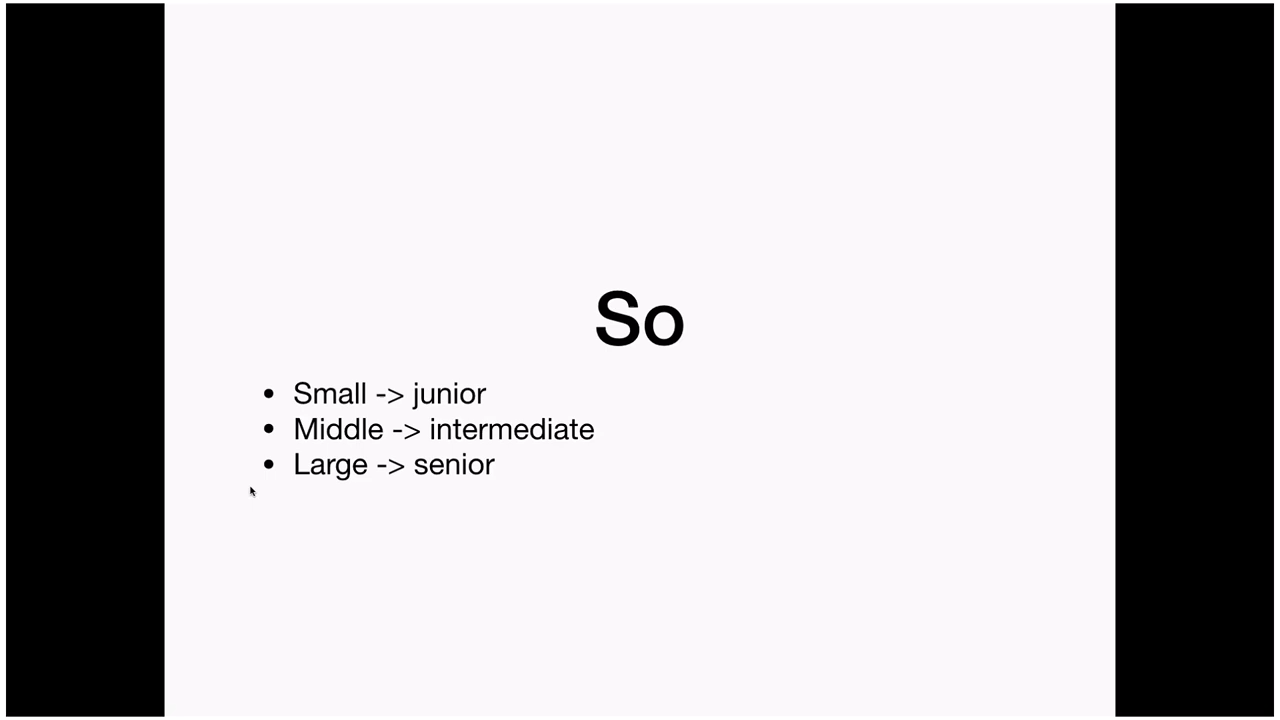 So
• Small -> junior
• Middle -> intermediate
• Large -> senior